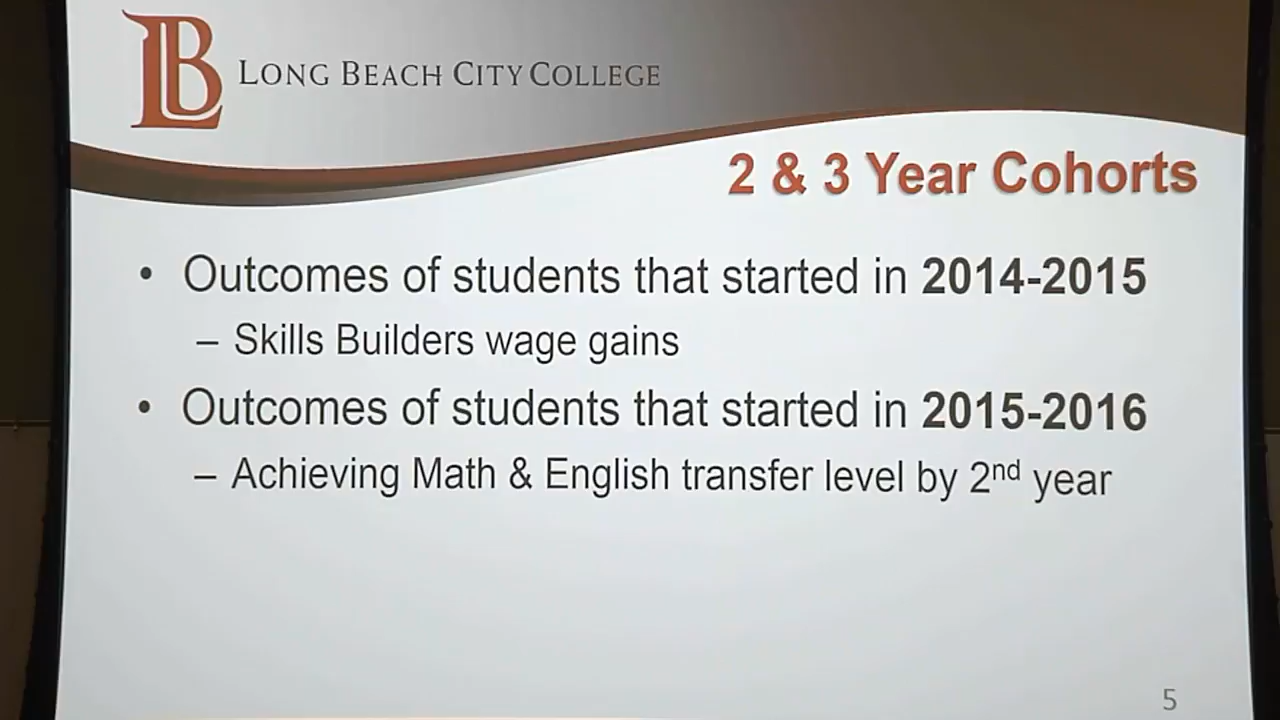 LB LONG BEACH CITY COLLEGE
2 & 3 Year Cohorts
• Outcomes of students that started in 2014-2015
– Skills Builders wage gains
• Outcomes of students that started in 2015-2016
– Achieving Math & English transfer level by 2nd year
5